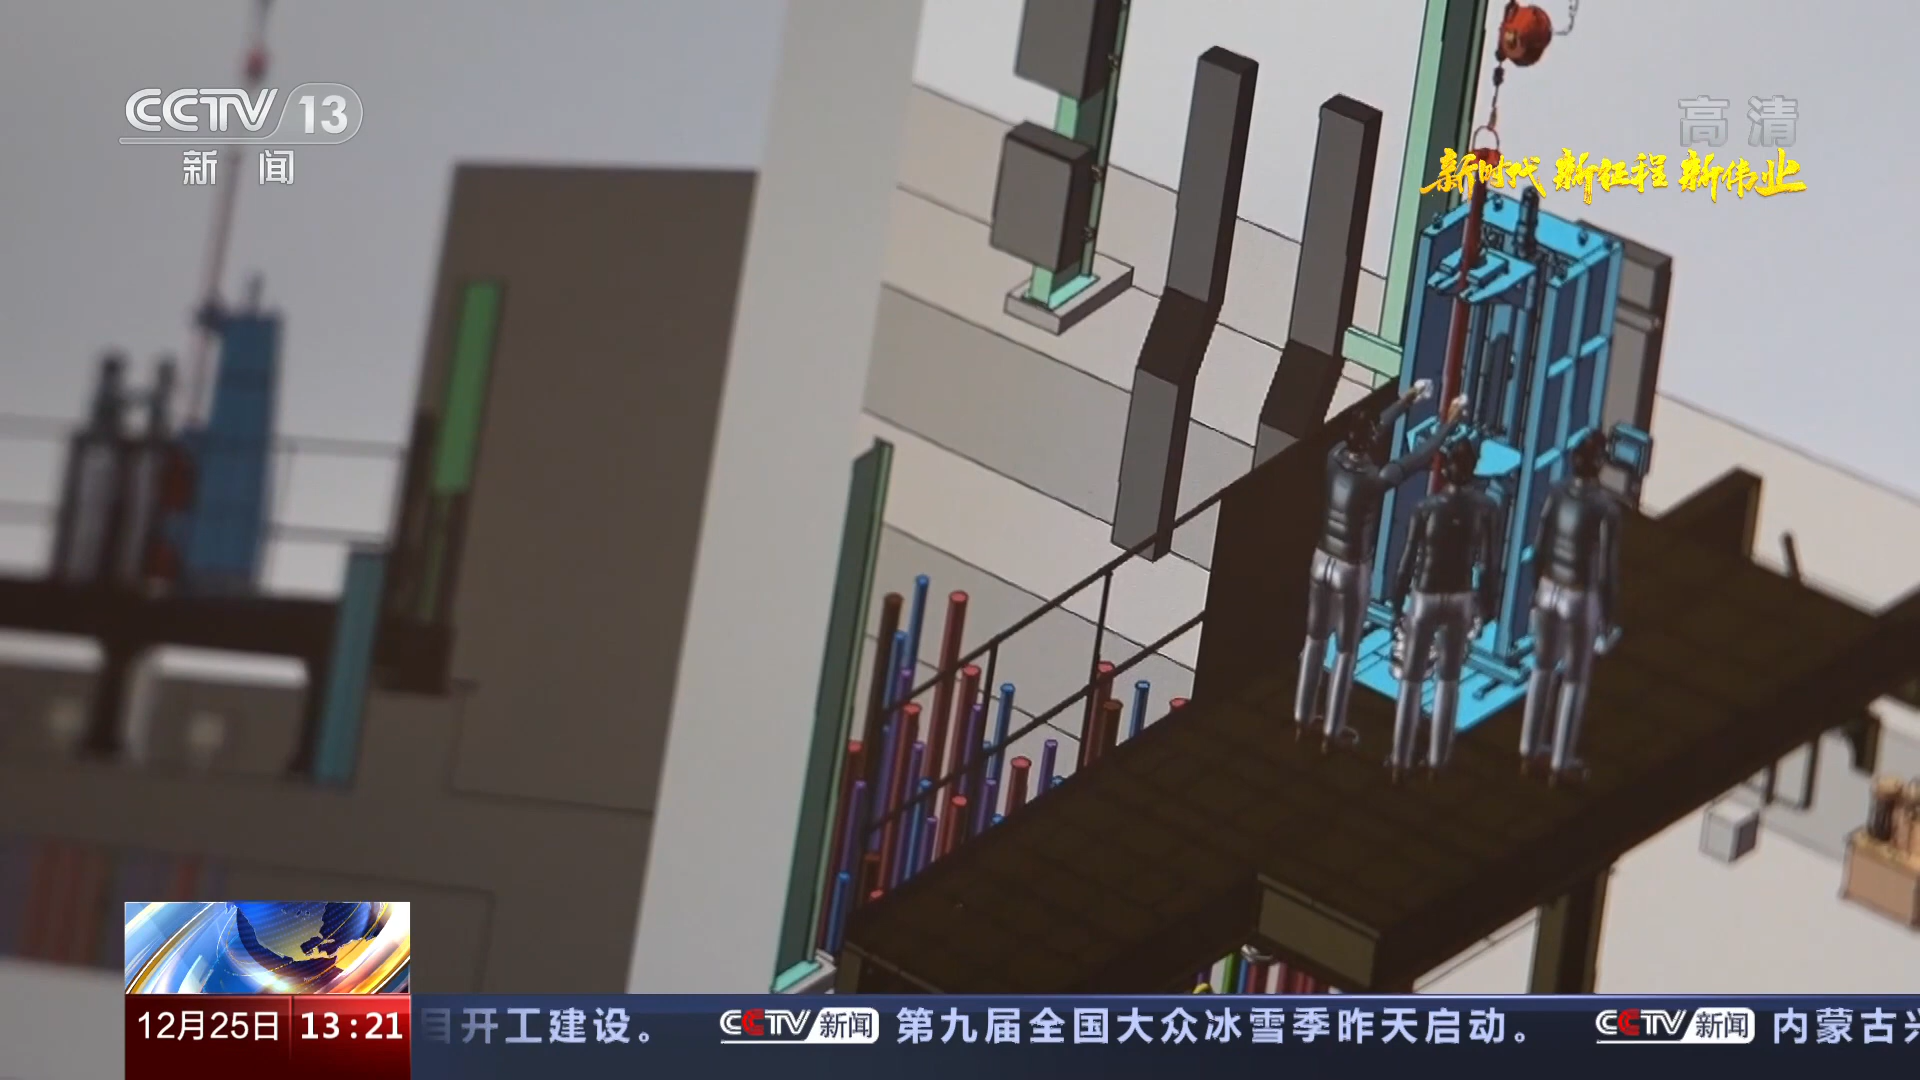 CCTV 13
新闻
高清
新时代 新征程 新伟业
12月25日 13:21 目开工建设。 CCTV新闻 第九届全国大众冰雪季昨天启动。 CCTV新闻 内蒙古